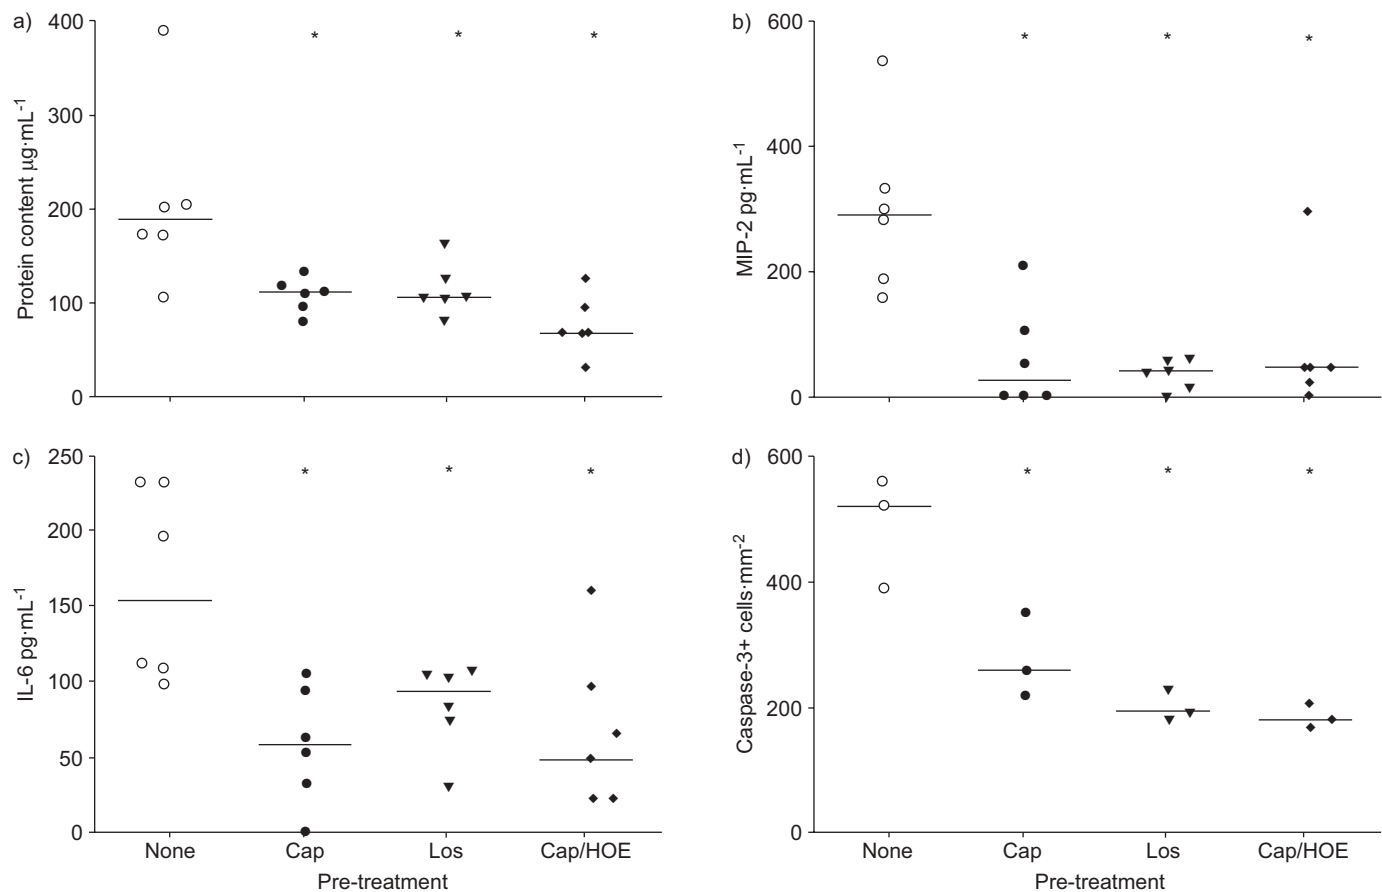 a)
400
300
200
100
0
Protein content µg·mL-1
* * *
b)
600
400
200
0
MIP-2 pg·mL-1
* * *
c)
250
200
150
100
50
0
IL-6 pg·mL-1
* * *
None Cap Los Cap/HOE
Pre-treatment
d)
600
400
200
0
Caspase-3+ cells·mm-2
* * *
None Cap Los Cap/HOE
Pre-treatment